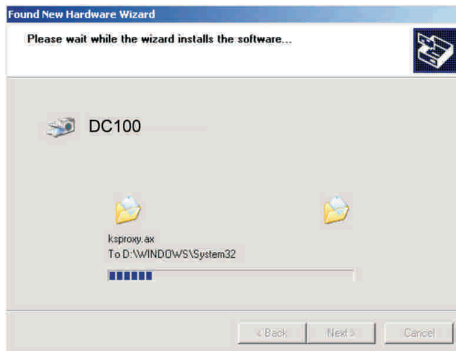 Found New Hardware Wizard
Please wait while the wizard installs the software...
DC100
ksproxy.ax
To D:\WINDOWS\System32
< Back
Next >
Cancel